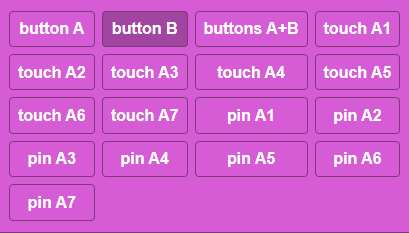 button A button B buttons A+B touch A1
touch A2 touch A3 touch A4 touch A5
touch A6 touch A7 pin A1 pin A2
pin A3 pin A4 pin A5 pin A6
pin A7